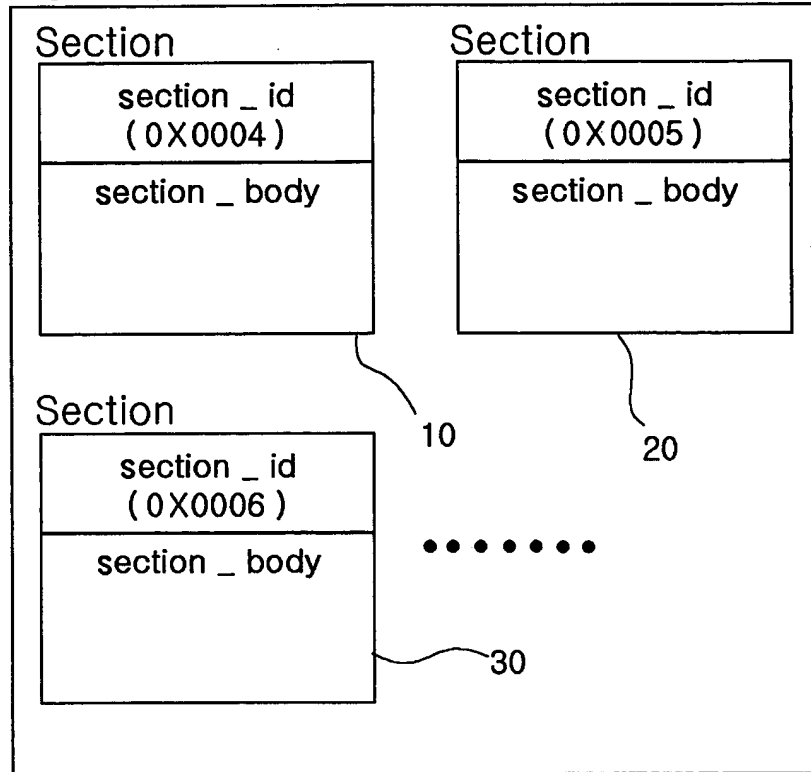 Section
section _ id
( 0X0004 )
section _ body
10
Section
section _ id
( 0X0005 )
section _ body
20
Section
section _ id
( 0X0006 )
section _ body
30